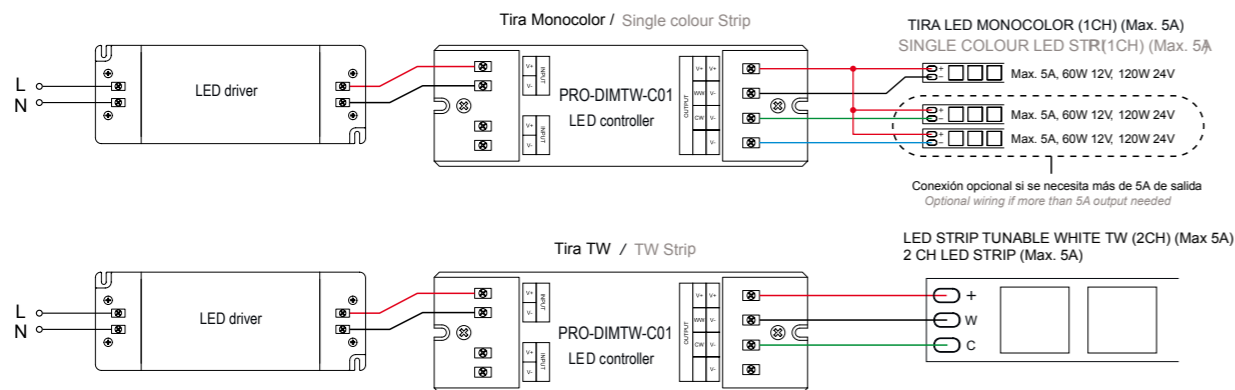 Tira Monocolor / Single colour Strip
TIRA LED MONOCOLOR (1CH) (Max. 5A)
SINGLE COLOUR LED STRI(1CH) (Max. 5A
L
N
LED driver
V+
V-
INPUT
V+
V-
INPUT
PRO-DIMTW-C01
LED controller
OUTPUT
V+ V+
WW V-
CW V-
V-
+
−
Max. 5A, 60W 12V, 120W 24V
+
−
Max. 5A, 60W 12V, 120W 24V
+
−
Max. 5A, 60W 12V, 120W 24V
Conexión opcional si se necesita más de 5A de salida
Optional wiring if more than 5A output needed
Tira TW / TW Strip
LED STRIP TUNABLE WHITE TW (2CH) (Max 5A)
2 CH LED STRIP (Max. 5A)
L
N
LED driver
V+
V-
INPUT
V+
V-
INPUT
PRO-DIMTW-C01
LED controller
OUTPUT
V+ V+
WW V-
CW V-
V-
+
W
C